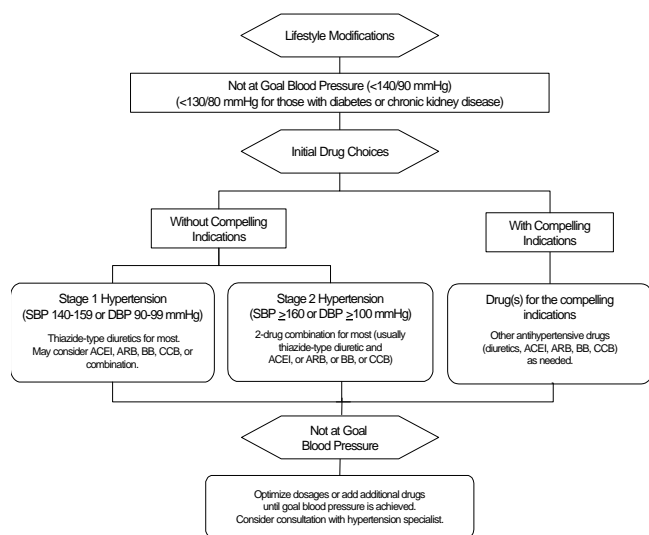 Lifestyle Modifications
Not at Goal Blood Pressure (<140/90 mmHg)
(<130/80 mmHg for those with diabetes or chronic kidney disease)
Initial Drug Choices
Without Compelling
Indications
With Compelling
Indications
Stage 1 Hypertension
(SBP 140-159 or DBP 90-99 mmHg)
Thiazide-type diuretics for most.
May consider ACEI, ARB, BB, CCB, or
combination.
Stage 2 Hypertension
(SBP ≥160 or DBP ≥100 mmHg)
2-drug combination for most (usually
thiazide-type diuretic and
ACEI, or ARB, or BB, or CCB)
Drug(s) for the compelling
indications
Other antihypertensive drugs
(diuretics, ACEI, ARB, BB, CCB)
as needed.
Not at Goal
Blood Pressure
Optimize dosages or add additional drugs
until goal blood pressure is achieved.
Consider consultation with hypertension specialist.